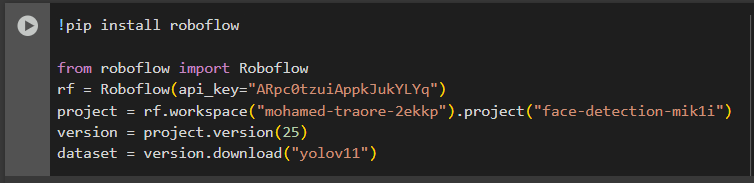 !pip install roboflow
from roboflow import Roboflow
rf = Roboflow(api_key="ARpc0tzuiAppkJukYLYq")
project = rf.workspace("mohamed-traore-2ekkp").project("face-detection-mik1i")
version = project.version(25)
dataset = version.download("yolov11")